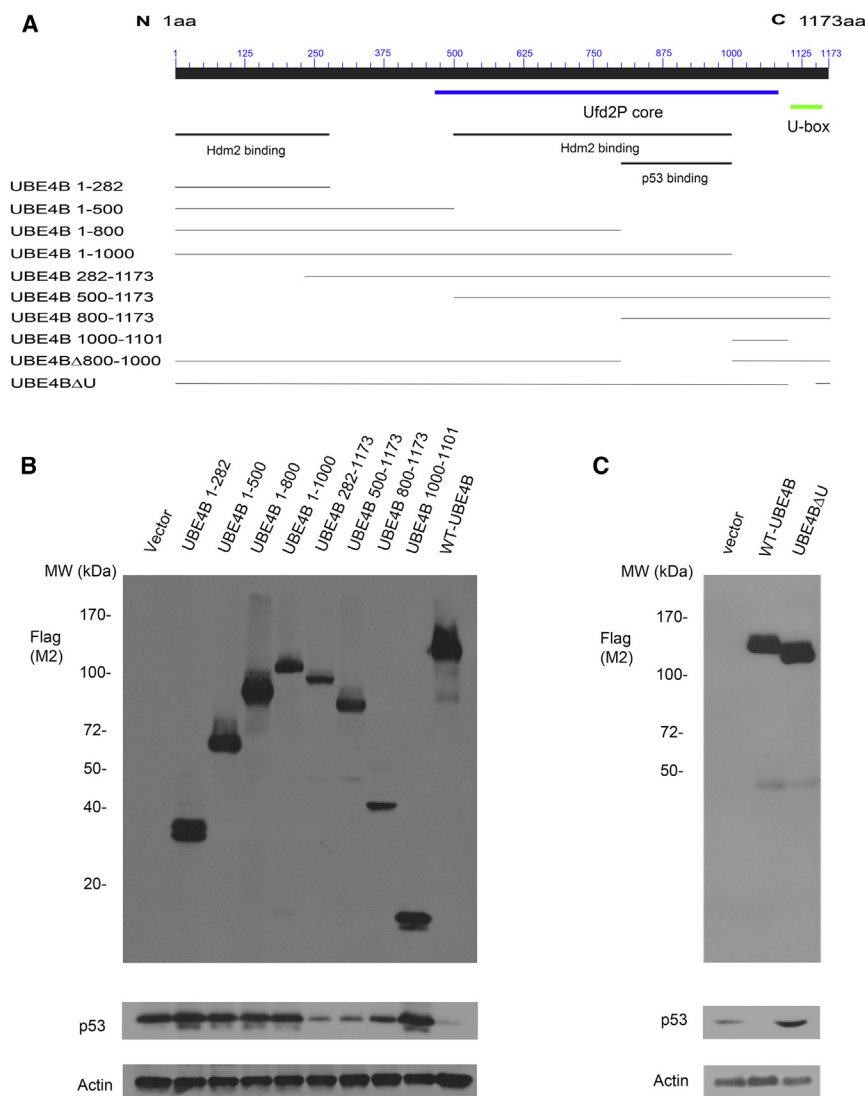 A
N 1aa
C 1173aa
1 125 250 375 500 625 750 875 1000 1125 1173
Ufd2P core
U-box
Hdm2 binding
Hdm2 binding
p53 binding
UBE4B 1-282
UBE4B 1-500
UBE4B 1-800
UBE4B 1-1000
UBE4B 282-1173
UBE4B 500-1173
UBE4B 800-1173
UBE4B 1000-1101
UBE4BΔ800-1000
UBE4BΔU
B
Vector
UBE4B 1-282
UBE4B 1-500
UBE4B 1-800
UBE4B 1-1000
UBE4B 282-1173
UBE4B 500-1173
UBE4B 800-1173
UBE4B 1000-1101
WT-UBE4B
MW (kDa)
170-
Flag
(M2)
100-
72-
50-
40-
20-
p53
Actin
C
vector
WT-UBE4B
UBE4BΔU
MW (kDa)
170-
Flag
(M2)
100-
72-
50-
p53
Actin